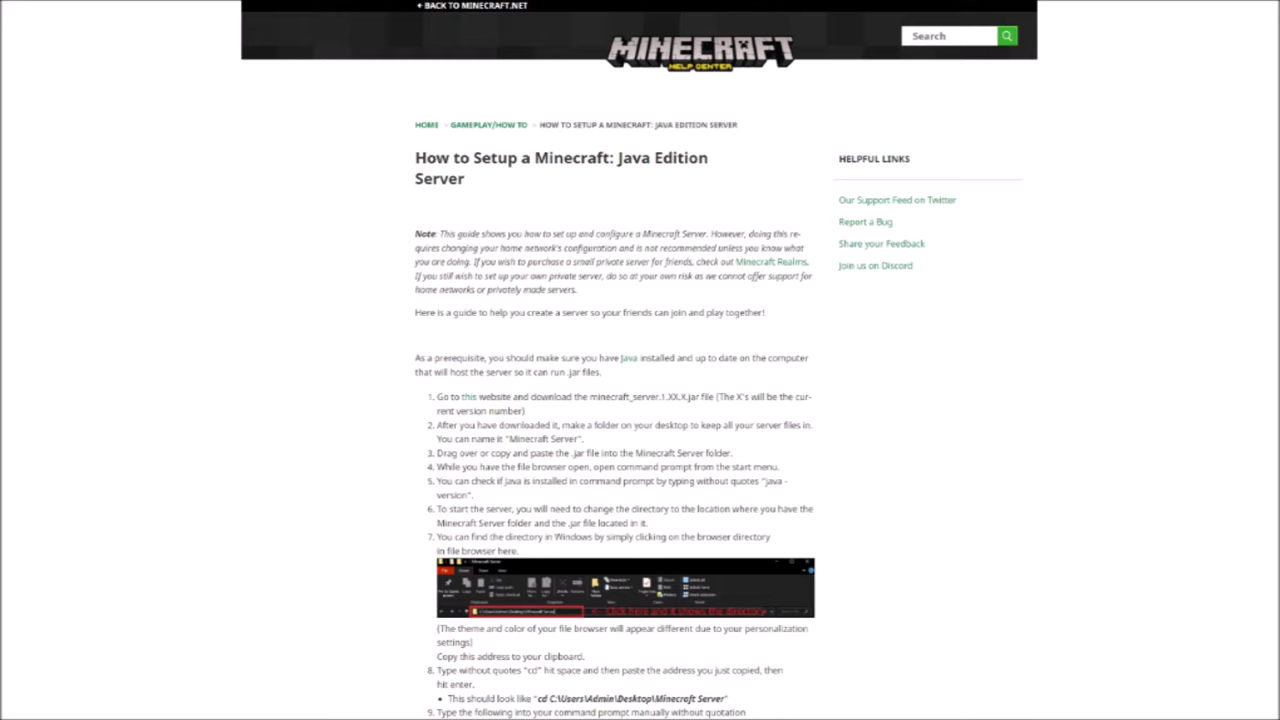 ← BACK TO MINECRAFT.NET
MINECRAFT
HELP CENTER
Search
HOME > GAMEPLAY/HOW TO > HOW TO SETUP A MINECRAFT: JAVA EDITION SERVER
How to Setup a Minecraft: Java Edition
Server
Note: This guide shows you how to set up and configure a Minecraft Server. However, doing this re-
quires changing your home network's configuration and is not recommended unless you know what
you are doing. If you wish to purchase a small private server for friends, check out Minecraft Realms.
If you still wish to set up your own private server, do so at your own risk as we cannot offer support for
home networks or privately made servers.
Here is a guide to help you create a server so your friends can join and play together!
As a prerequisite, you should make sure you have Java installed and up to date on the computer
that will host the server so it can run .jar files.
1. Go to this website and download the minecraft_server.1.XX.X.jar file (The X's will be the cur-
rent version number)
2. After you have downloaded it, make a folder on your desktop to keep all your server files in.
You can name it "Minecraft Server".
3. Drag over or copy and paste the .jar file into the Minecraft Server folder.
4. While you have the file browser open, open command prompt from the start menu.
5. You can check if Java is installed in command prompt by typing without quotes "java -
version".
6. To start the server, you will need to change the directory to the location where you have the
Minecraft Server folder and the .jar file located in it.
7. You can find the directory in Windows by simply clicking on the browser directory
in file browser here.
<-- Click here and it shows the directory
(The theme and color of your file browser will appear different due to your personalization
settings)
Copy this address to your clipboard.
8. Type without quotes "cd" hit space and then paste the address you just copied, then
hit enter.
• This should look like "cd C:\Users\Admin\Desktop\Minecraft Server"
9. Type the following into your command prompt manually without quotation
HELPFUL LINKS
Our Support Feed on Twitter
Report a Bug
Share your Feedback
Join us on Discord